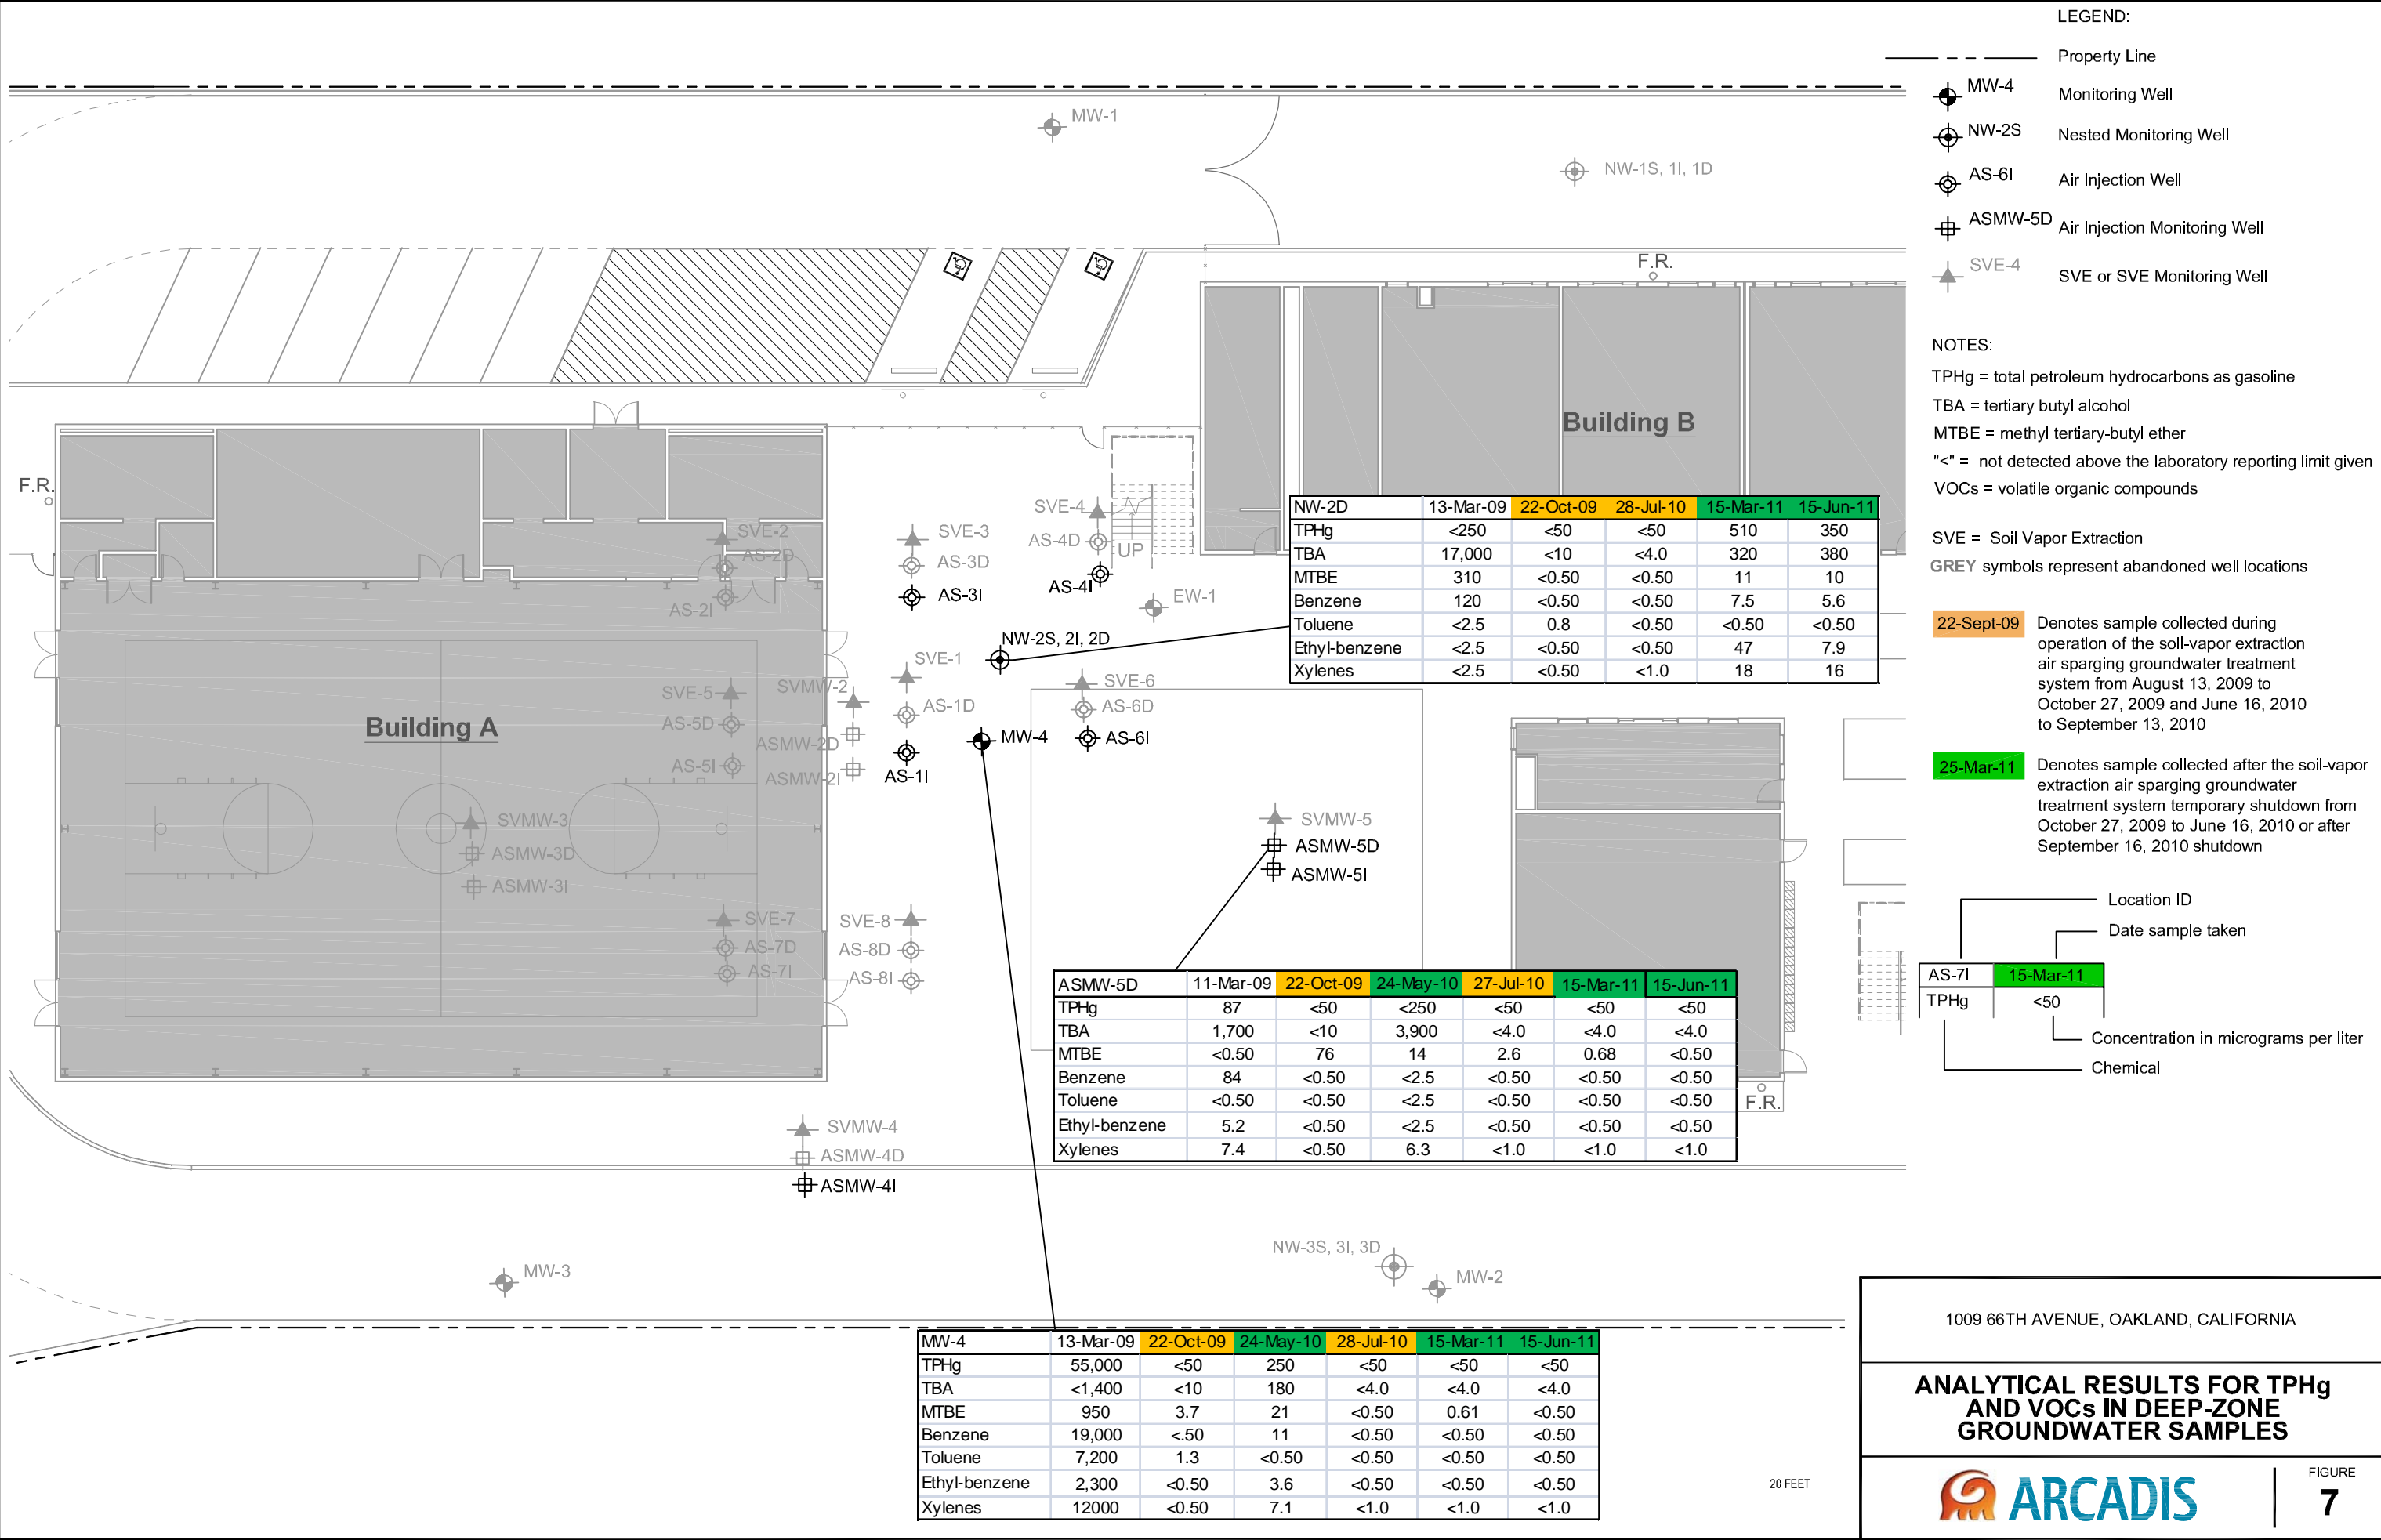 LEGEND:
Property Line
MW-4 Monitoring Well
NW-2S Nested Monitoring Well
AS-6I Air Injection Well
ASMW-5D Air Injection Monitoring Well
SVE-4 SVE or SVE Monitoring Well
NOTES:
TPHg = total petroleum hydrocarbons as gasoline
TBA = tertiary butyl alcohol
MTBE = methyl tertiary-butyl ether
"<" = not detected above the laboratory reporting limit given
VOCs = volatile organic compounds
SVE = Soil Vapor Extraction
GREY symbols represent abandoned well locations
22-Sept-09 Denotes sample collected during
operation of the soil-vapor extraction
air sparging groundwater treatment
system from August 13, 2009 to
October 27, 2009 and June 16, 2010
to September 13, 2010
25-Mar-11 Denotes sample collected after the soil-vapor
extraction air sparging groundwater
treatment system temporary shutdown from
October 27, 2009 to June 16, 2010 or after
September 16, 2010 shutdown
Location ID
Date sample taken
AS-7I 15-Mar-11
TPHg <50
Concentration in micrograms per liter
Chemical
MW-1
NW-1S, 1I, 1D
F.R.
Building B
F.R.
SVE-2
AS-2D
AS-2I
SVE-3
AS-3D
AS-3I
SVE-4
AS-4D
UP
AS-4I
EW-1
NW-2S, 2I, 2D
SVE-1
AS-1D
AS-1I
MW-4
SVE-6
AS-6D
AS-6I
SVE-5
AS-5D
AS-5I
SVMW-2
ASMW-2D
ASMW-2I
Building A
SVMW-3
ASMW-3D
ASMW-3I
SVE-7
AS-7D
AS-7I
SVE-8
AS-8D
AS-8I
SVMW-5
ASMW-5D
ASMW-5I
NW-2D 13-Mar-09 22-Oct-09 28-Jul-10 15-Mar-11 15-Jun-11
TPHg <250 <50 <50 510 350
TBA 17,000 <10 <4.0 320 380
MTBE 310 <0.50 <0.50 11 10
Benzene 120 <0.50 <0.50 7.5 5.6
Toluene <2.5 0.8 <0.50 <0.50 <0.50
Ethyl-benzene <2.5 <0.50 <0.50 47 7.9
Xylenes <2.5 <0.50 <1.0 18 16
ASMW-5D 11-Mar-09 22-Oct-09 24-May-10 27-Jul-10 15-Mar-11 15-Jun-11
TPHg 87 <50 <250 <50 <50 <50
TBA 1,700 <10 3,900 <4.0 <4.0 <4.0
MTBE <0.50 76 14 2.6 0.68 <0.50
Benzene 84 <0.50 <2.5 <0.50 <0.50 <0.50
Toluene <0.50 <0.50 <2.5 <0.50 <0.50 <0.50
Ethyl-benzene 5.2 <0.50 <2.5 <0.50 <0.50 <0.50
Xylenes 7.4 <0.50 6.3 <1.0 <1.0 <1.0
F.R.
SVMW-4
ASMW-4D
ASMW-4I
MW-3
NW-3S, 3I, 3D
MW-2
MW-4 13-Mar-09 22-Oct-09 24-May-10 28-Jul-10 15-Mar-11 15-Jun-11
TPHg 55,000 <50 250 <50 <50 <50
TBA <1,400 <10 180 <4.0 <4.0 <4.0
MTBE 950 3.7 21 <0.50 0.61 <0.50
Benzene 19,000 <.50 11 <0.50 <0.50 <0.50
Toluene 7,200 1.3 <0.50 <0.50 <0.50 <0.50
Ethyl-benzene 2,300 <0.50 3.6 <0.50 <0.50 <0.50
Xylenes 12000 <0.50 7.1 <1.0 <1.0 <1.0
20 FEET
1009 66TH AVENUE, OAKLAND, CALIFORNIA
ANALYTICAL RESULTS FOR TPHg
AND VOCs IN DEEP-ZONE
GROUNDWATER SAMPLES
ARCADIS
FIGURE
7